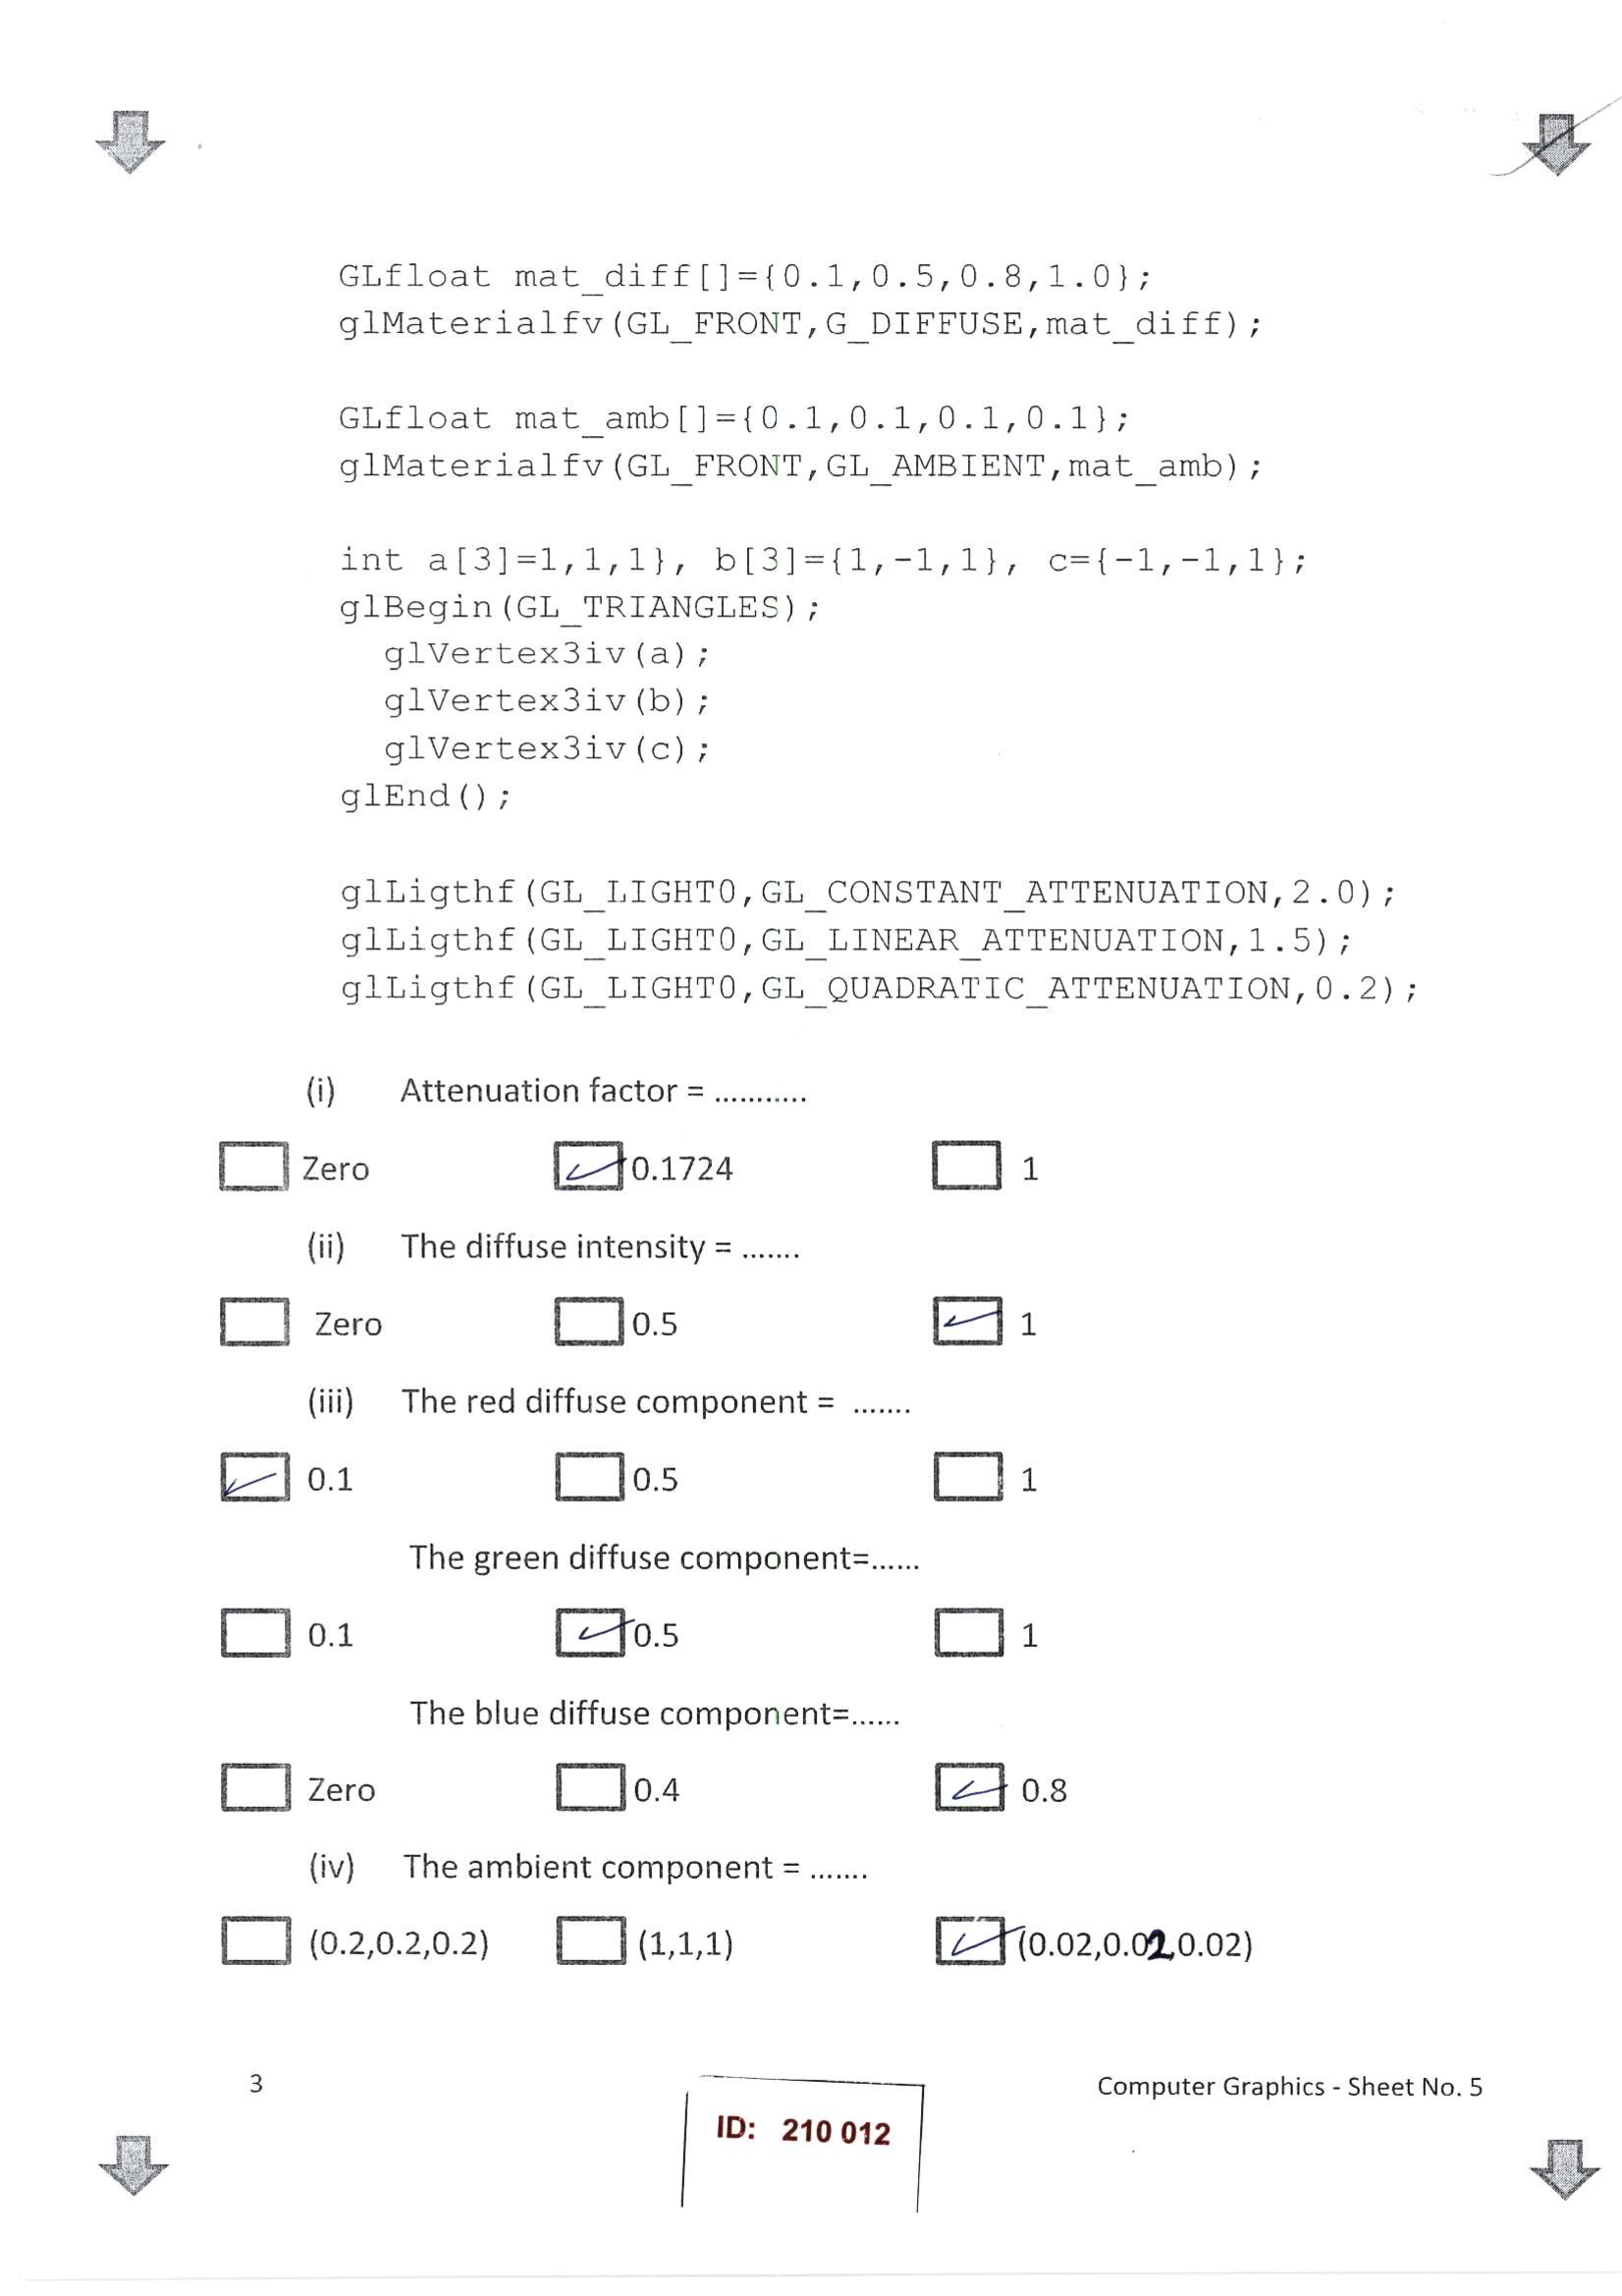 GLfloat mat_diff[]={0.1,0.5,0.8,1.0};
glMaterialfv(GL_FRONT,G_DIFFUSE,mat_diff);
GLfloat mat_amb[]={0.1,0.1,0.1,0.1};
glMaterialfv(GL_FRONT,GL_AMBIENT,mat_amb);
int a[3]=1,1,1}, b[3]={1,-1,1}, c={-1,-1,1};
glBegin(GL_TRIANGLES);
glVertex3iv(a);
glVertex3iv(b);
glVertex3iv(c);
glEnd();
glLigthf(GL_LIGHT0,GL_CONSTANT_ATTENUATION,2.0);
glLigthf(GL_LIGHT0,GL_LINEAR_ATTENUATION,1.5);
glLigthf(GL_LIGHT0,GL_QUADRATIC_ATTENUATION,0.2);
(i) Attenuation factor = ...........
Zero 0.1724 1
(ii) The diffuse intensity = .......
Zero 0.5 1
(iii) The red diffuse component = .......
0.1 0.5 1
The green diffuse component=......
0.1 0.5 1
The blue diffuse component=......
Zero 0.4 0.8
(iv) The ambient component = .......
(0.2,0.2,0.2) (1,1,1) (0.02,0.02,0.02)
3 Computer Graphics - Sheet No. 5
ID: 210 012